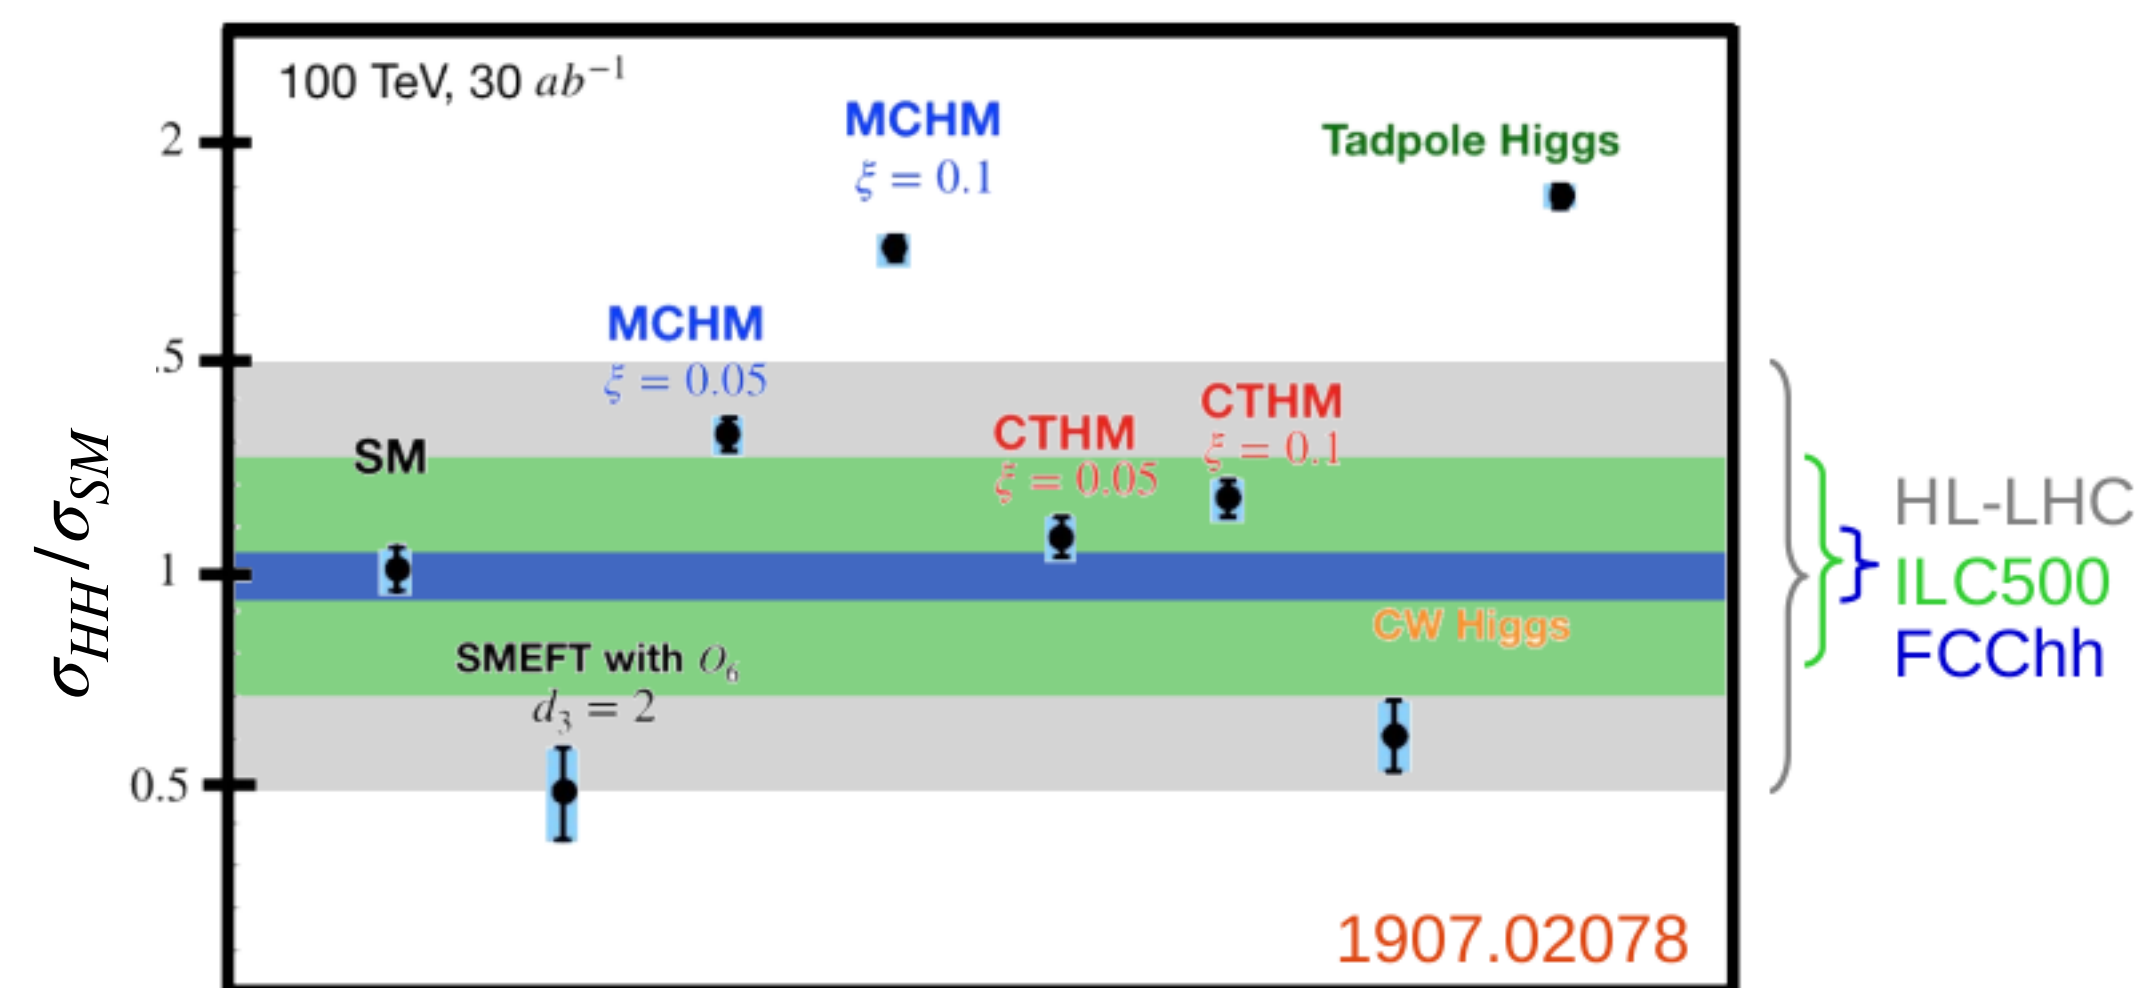 100 TeV, 30 ab⁻¹
MCHM
ξ = 0.1
Tadpole Higgs
2
MCHM
ξ = 0.05
.5
CTHM
ξ = 0.1
CTHM
ξ = 0.05
SM
σHH/σSM
1
HL-LHC
ILC500
FCChh
CW Higgs
SMEFT with O₆
d₃ = 2
0.5
1907.02078